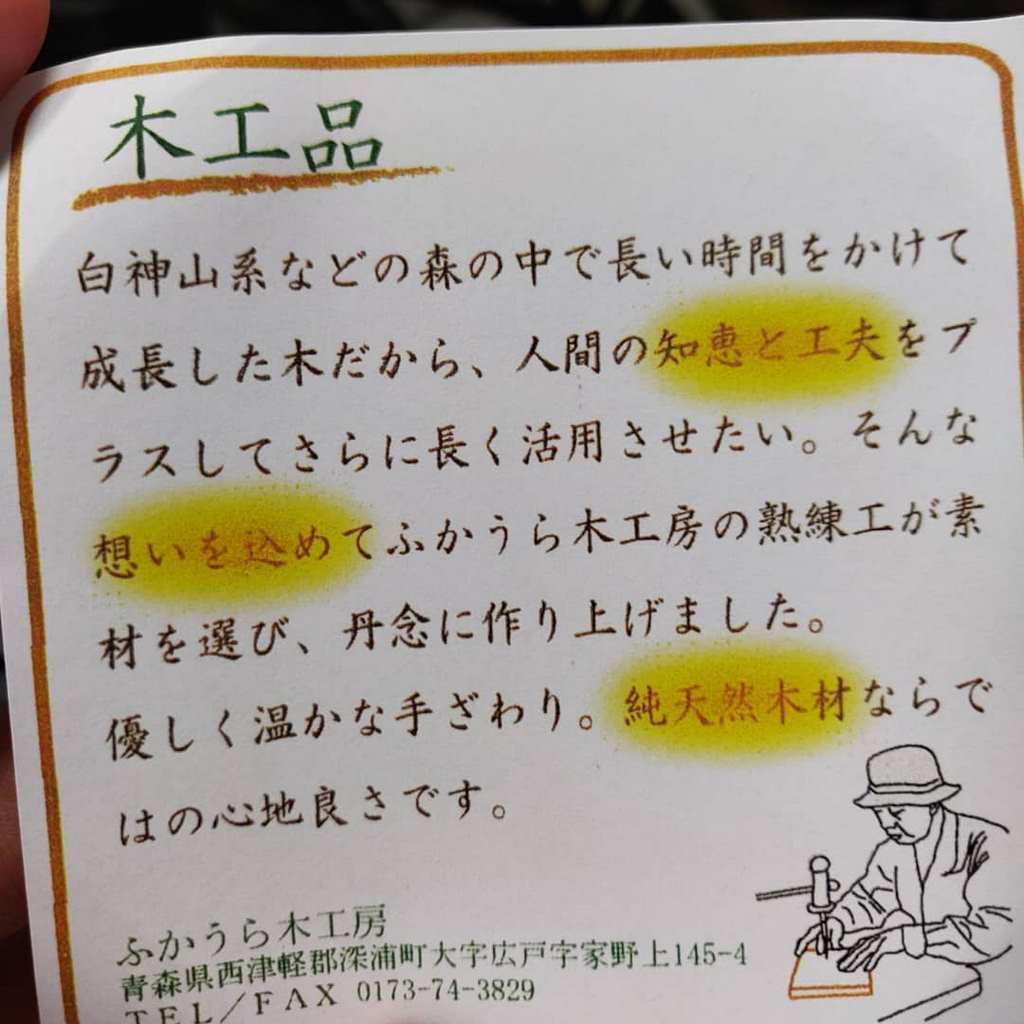 木工品
白神山系などの森の中で長い時間をかけて
成長した木だから、人間の知恵と工夫をプ
ラスしてさらに長く活用させたい。そんな
想いを込めてふかうら木工房の熟練工が素
材を選び、丹念に作り上げました。
優しく温かな手ざわり。純天然木材ならで
はの心地良さです。
ふかうら木工房
青森県西津軽郡深浦町大字広戸字家野上145-4
TEL/FAX 0173-74-3829